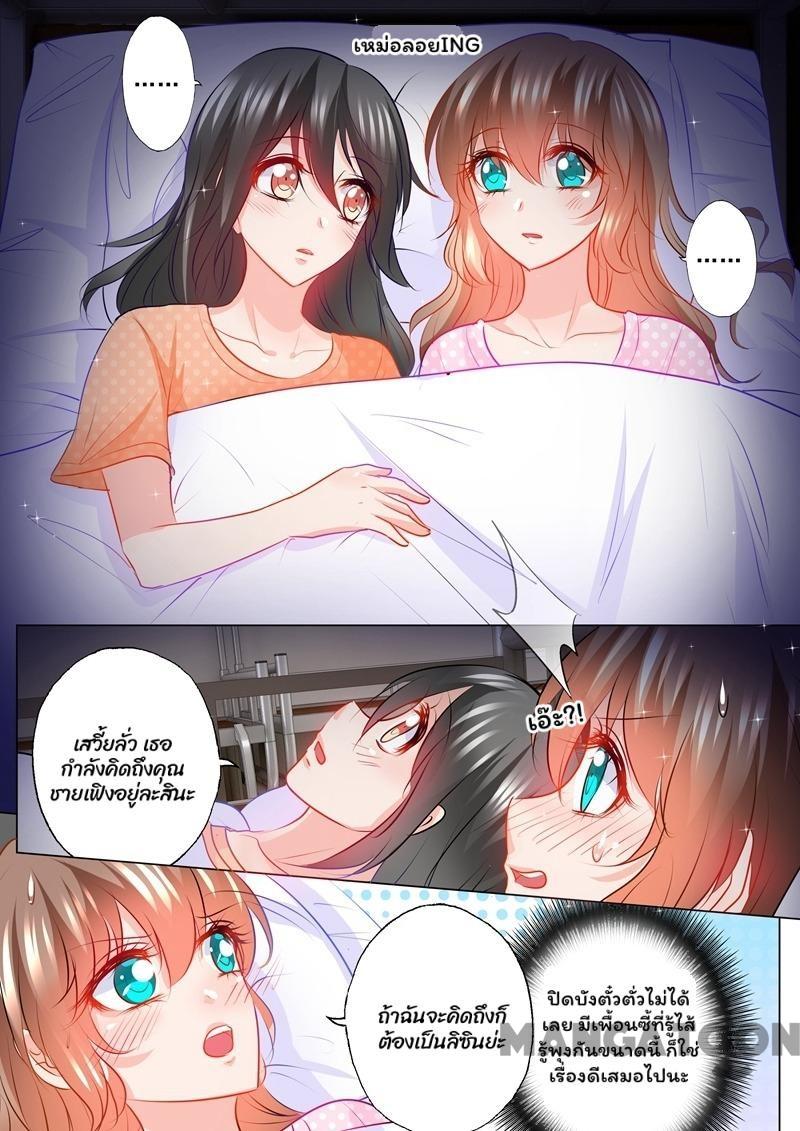 เหม่อลอยING
......
......
เสวี้ยลั่ว เธอ
กำลังคิดถึงคุณ
ชายเฟิงอยู่ละสินะ
เอ๊ะ?!
ถ้าฉันจะคิดถึงก็
ต้องเป็นลิซินย่ะ
ปิดบังตั๋วตั่วไม่ได้
เลย มีเพื่อนซี้ที่รู้ไส้
รู้พุงกันขนาดนี้ ก็ใช่
เรื่องดีเสมอไปนะ
MANGATOON